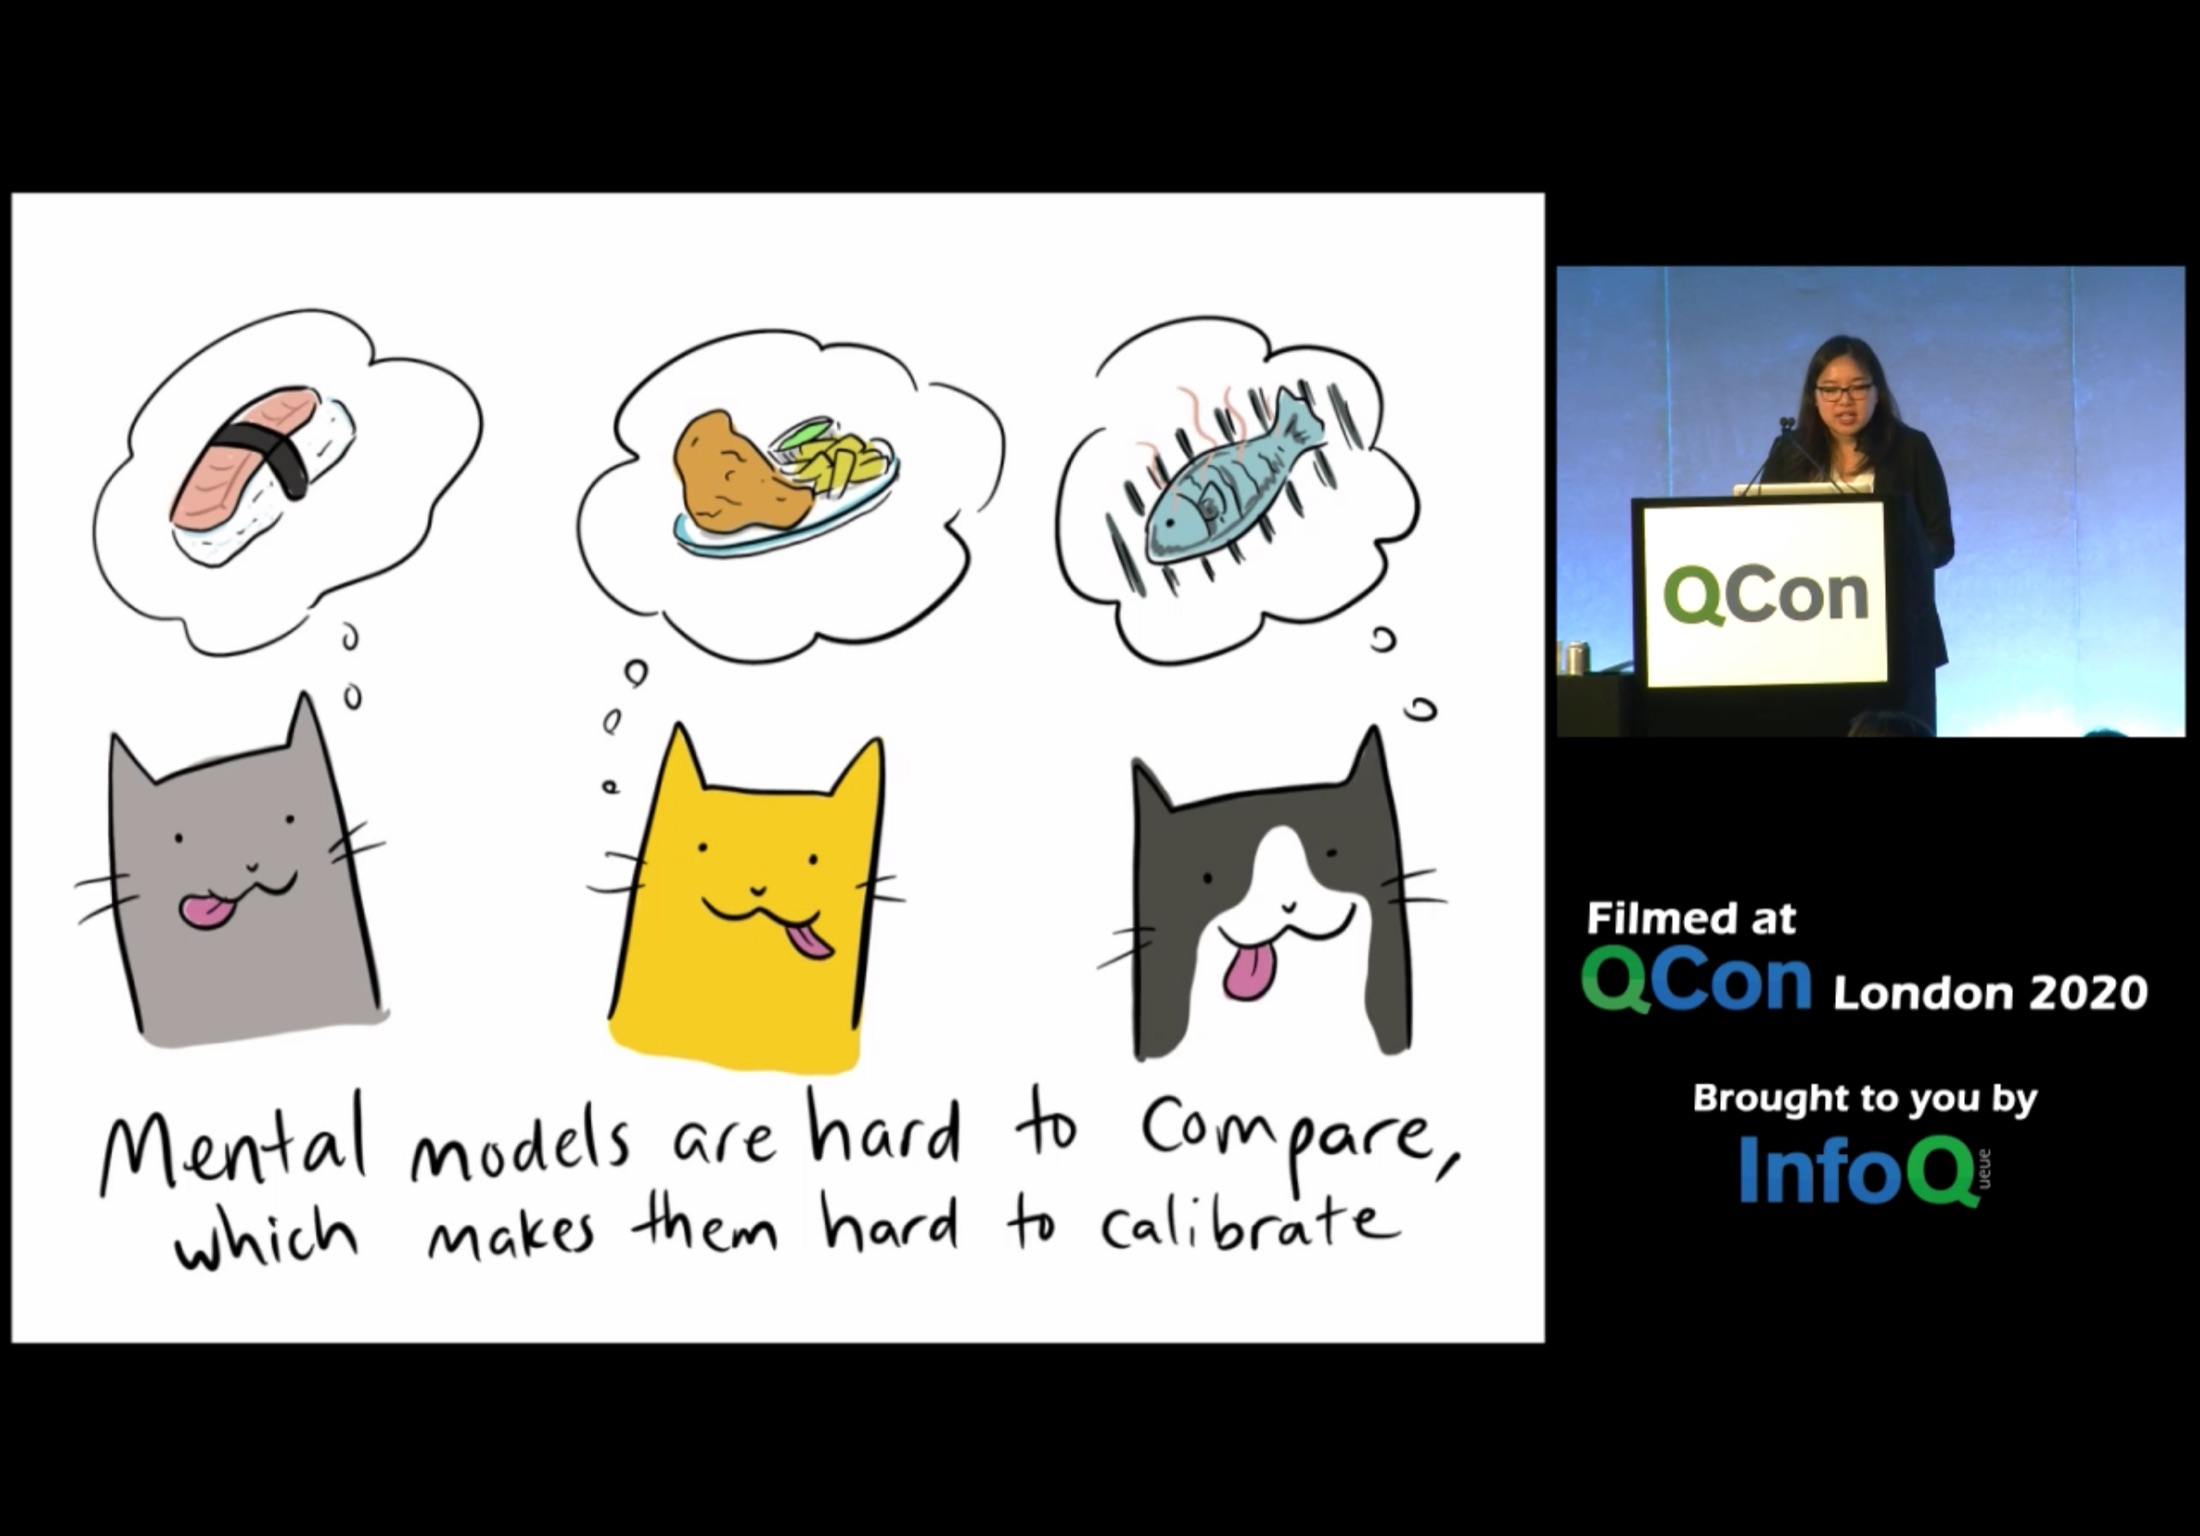 Mental models are hard to compare,
which makes them hard to calibrate
QCon
Filmed at
QCon London 2020
Brought to you by
InfoQ
ueue